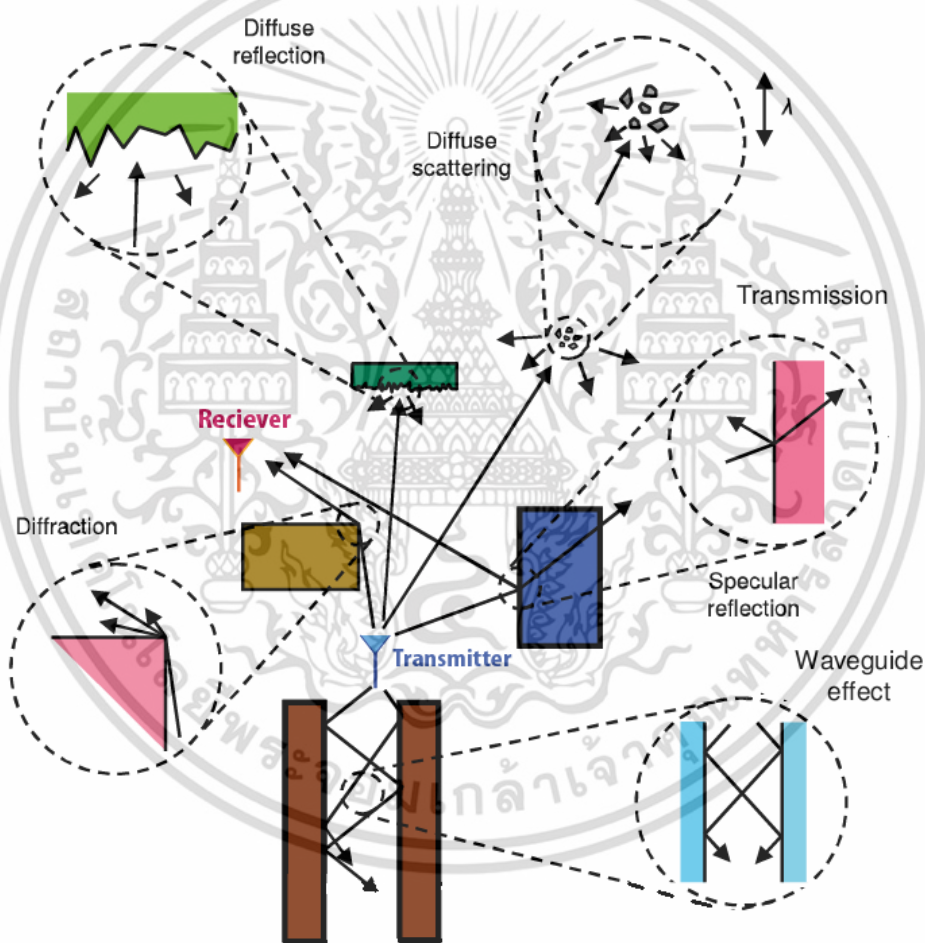 Diffuse
reflection
Diffuse
scattering
λ
Transmission
Reciever
Diffraction
Specular
reflection
Transmitter
Waveguide
effect